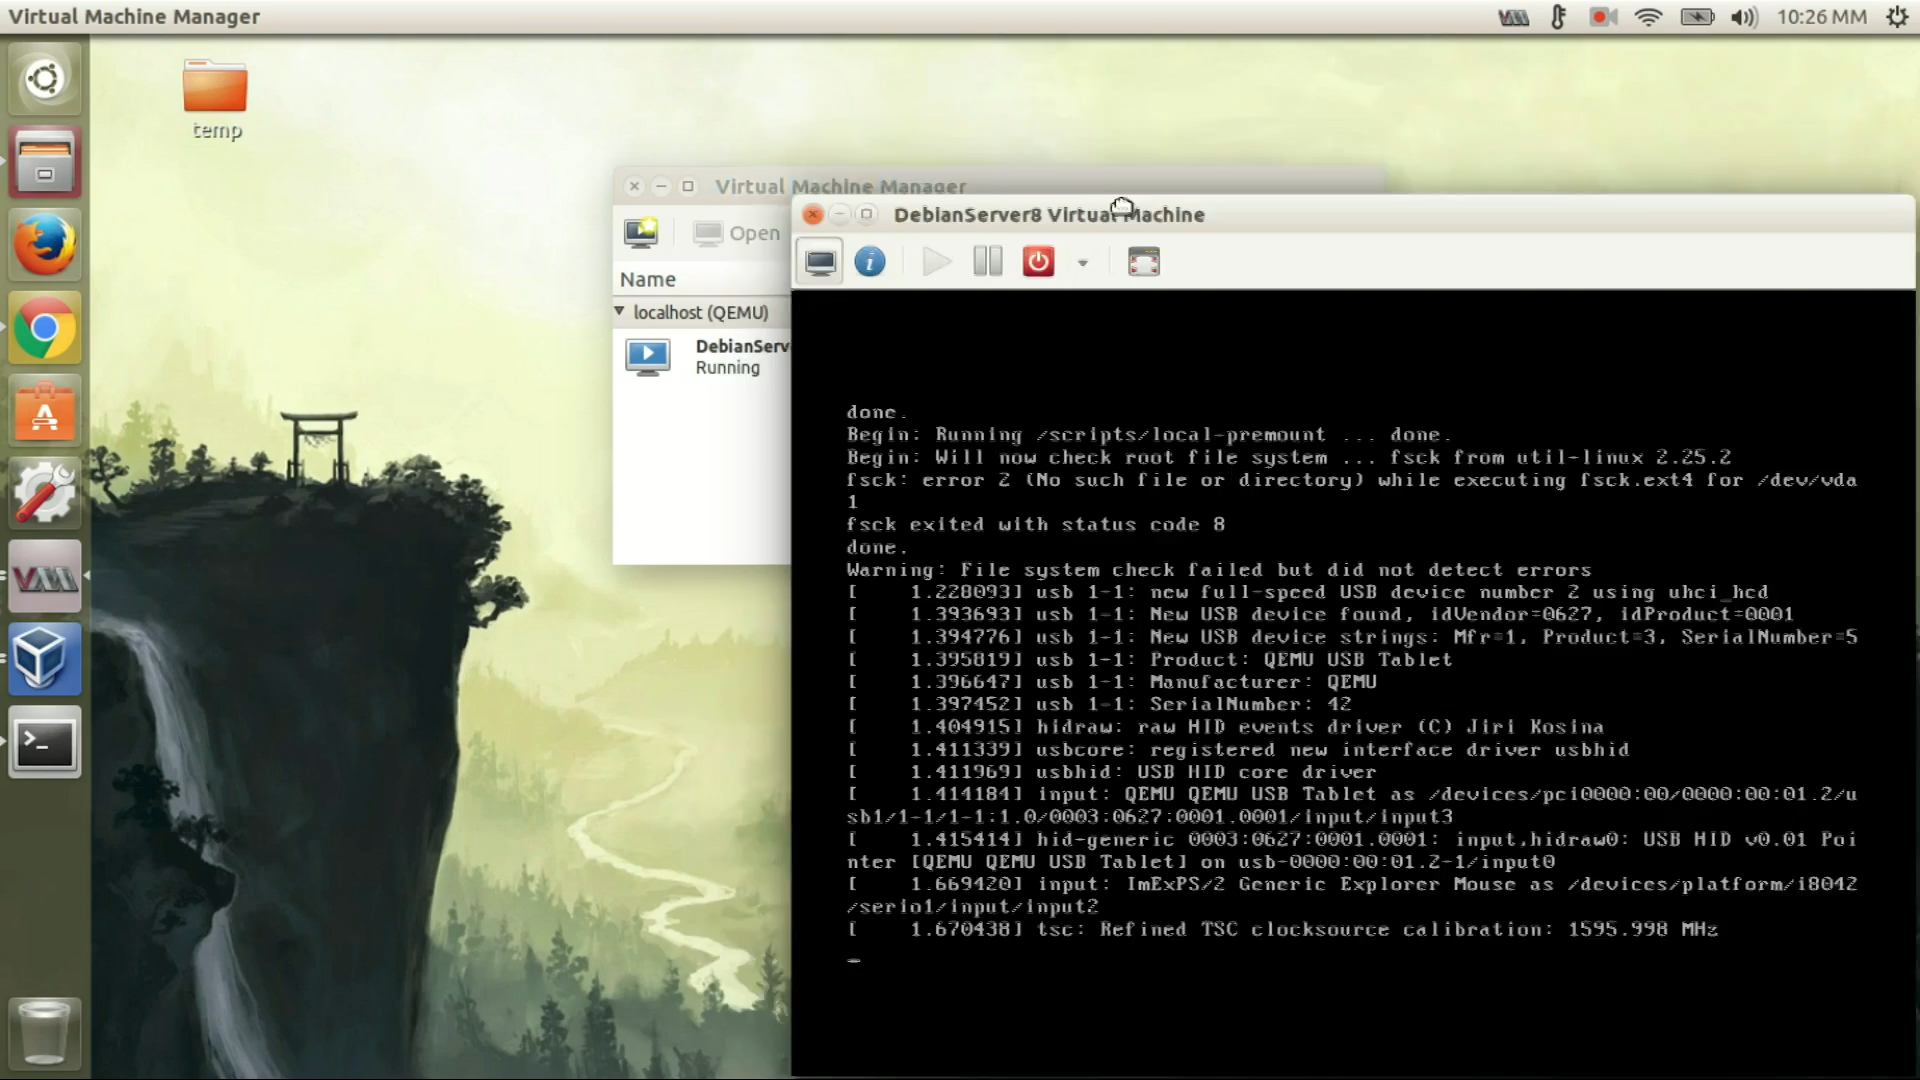 Virtual Machine Manager
10:26 MM
temp
Virtual Machine Manager
Open
Name
localhost (QEMU)
DebianServ
Running
DebianServer8 Virtual Machine
done.
Begin: Running /scripts/local-premount ... done.
Begin: Will now check root file system ... fsck from util-linux 2.25.2
fsck: error 2 (No such file or directory) while executing fsck.ext4 for /dev/vda
1
fsck exited with status code 8
done.
Warning: File system check failed but did not detect errors
[    1.228093] usb 1-1: new full-speed USB device number 2 using uhci_hcd
[    1.393693] usb 1-1: New USB device found, idVendor=0627, idProduct=0001
[    1.394776] usb 1-1: New USB device strings: Mfr=1, Product=3, SerialNumber=5
[    1.395819] usb 1-1: Product: QEMU USB Tablet
[    1.396647] usb 1-1: Manufacturer: QEMU
[    1.397452] usb 1-1: SerialNumber: 42
[    1.404915] hidraw: raw HID events driver (C) Jiri Kosina
[    1.411339] usbcore: registered new interface driver usbhid
[    1.411969] usbhid: USB HID core driver
[    1.414184] input: QEMU QEMU USB Tablet as /devices/pci0000:00/0000:00:01.2/u
sb1/1-1/1-1:1.0/0003:0627:0001.0001/input/input3
[    1.415414] hid-generic 0003:0627:0001.0001: input,hidraw0: USB HID v0.01 Poi
nter [QEMU QEMU USB Tablet] on usb-0000:00:01.2-1/input0
[    1.669420] input: ImExPS/2 Generic Explorer Mouse as /devices/platform/i8042
/serio1/input/input2
[    1.670438] tsc: Refined TSC clocksource calibration: 1595.998 MHz